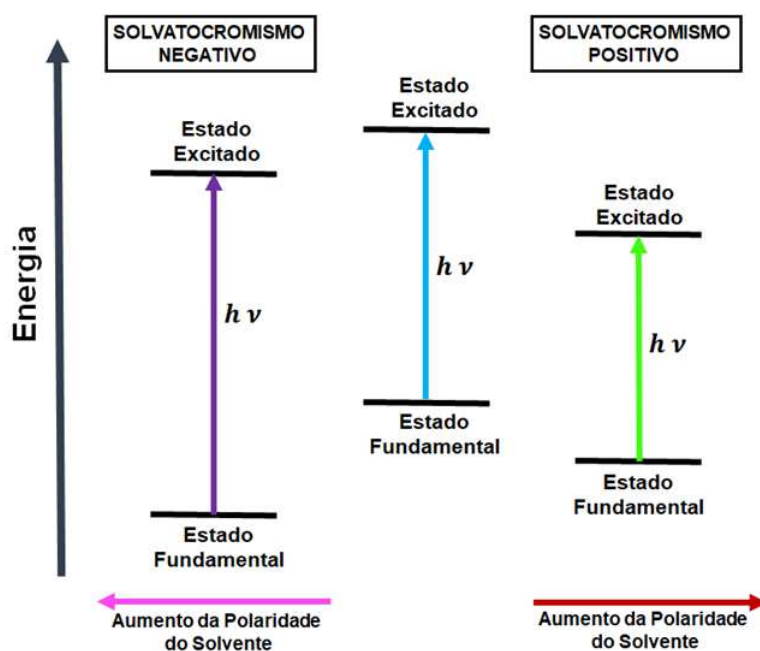 SOLVATOCROMISMO
NEGATIVO
SOLVATOCROMISMO
POSITIVO
Estado
Excitado
Estado
Excitado
Estado
Excitado
Energia
h ν
h ν
h ν
Estado
Fundamental
Estado
Fundamental
Estado
Fundamental
Aumento da Polaridade
do Solvente
Aumento da Polaridade
do Solvente